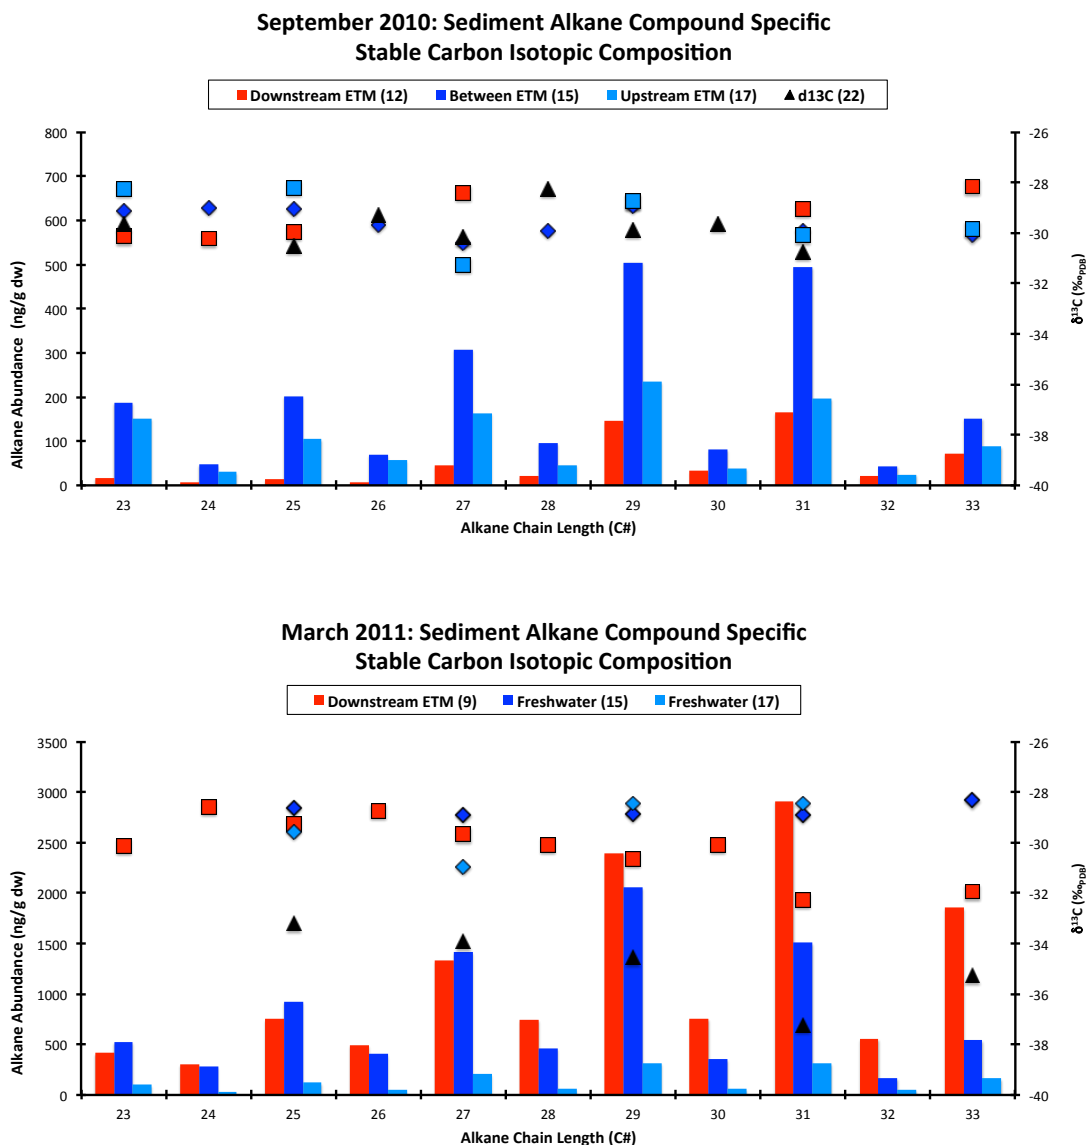 September 2010: Sediment Alkane Compound Specific
Stable Carbon Isotopic Composition
Downstream ETM (12) Between ETM (15) Upstream ETM (17) d13C (22)
800
700
600
500
400
300
200
100
0
Alkane Abundance (ng/g dw)
-26
-28
-30
-32
-34
-36
-38
-40
δ¹³C (‰PDB)
23 24 25 26 27 28 29 30 31 32 33
Alkane Chain Length (C#)
March 2011: Sediment Alkane Compound Specific
Stable Carbon Isotopic Composition
Downstream ETM (9) Freshwater (15) Freshwater (17)
3500
3000
2500
2000
1500
1000
500
0
Alkane Abundance (ng/g dw)
-26
-28
-30
-32
-34
-36
-38
-40
δ¹³C (‰PDB)
23 24 25 26 27 28 29 30 31 32 33
Alkane Chain Length (C#)